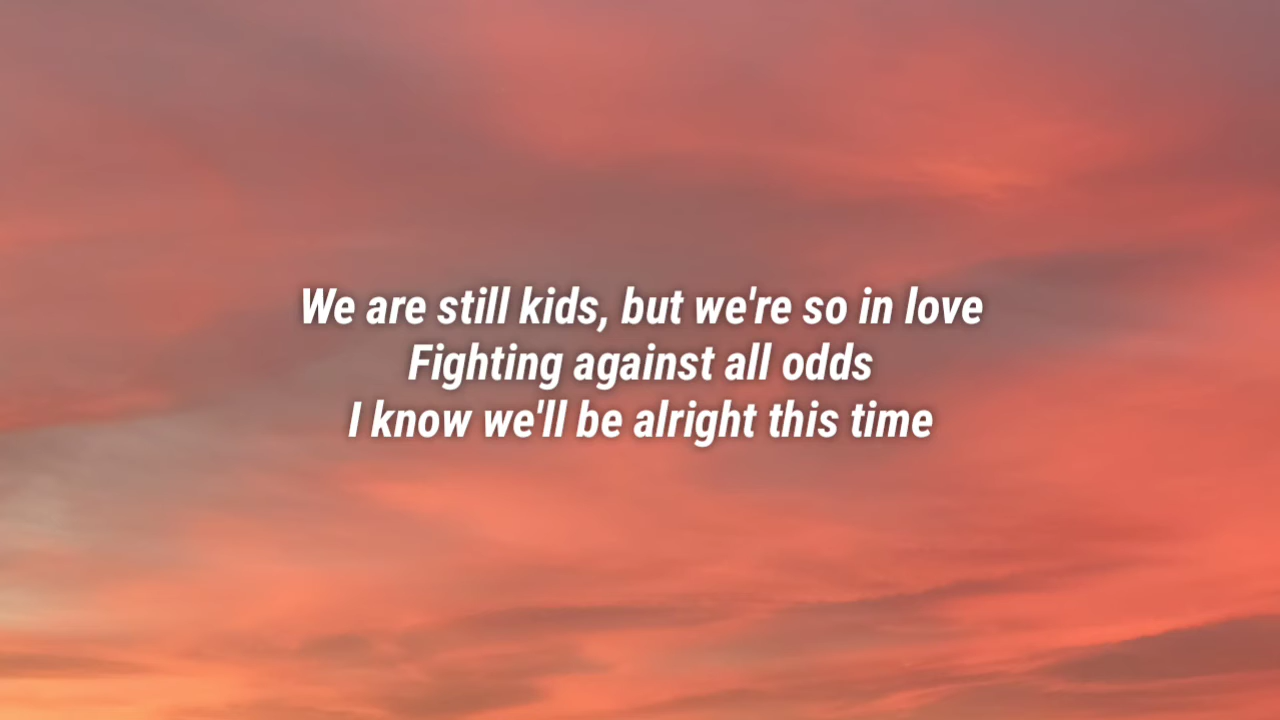 We are still kids, but we're so in love
Fighting against all odds
I know we'll be alright this time